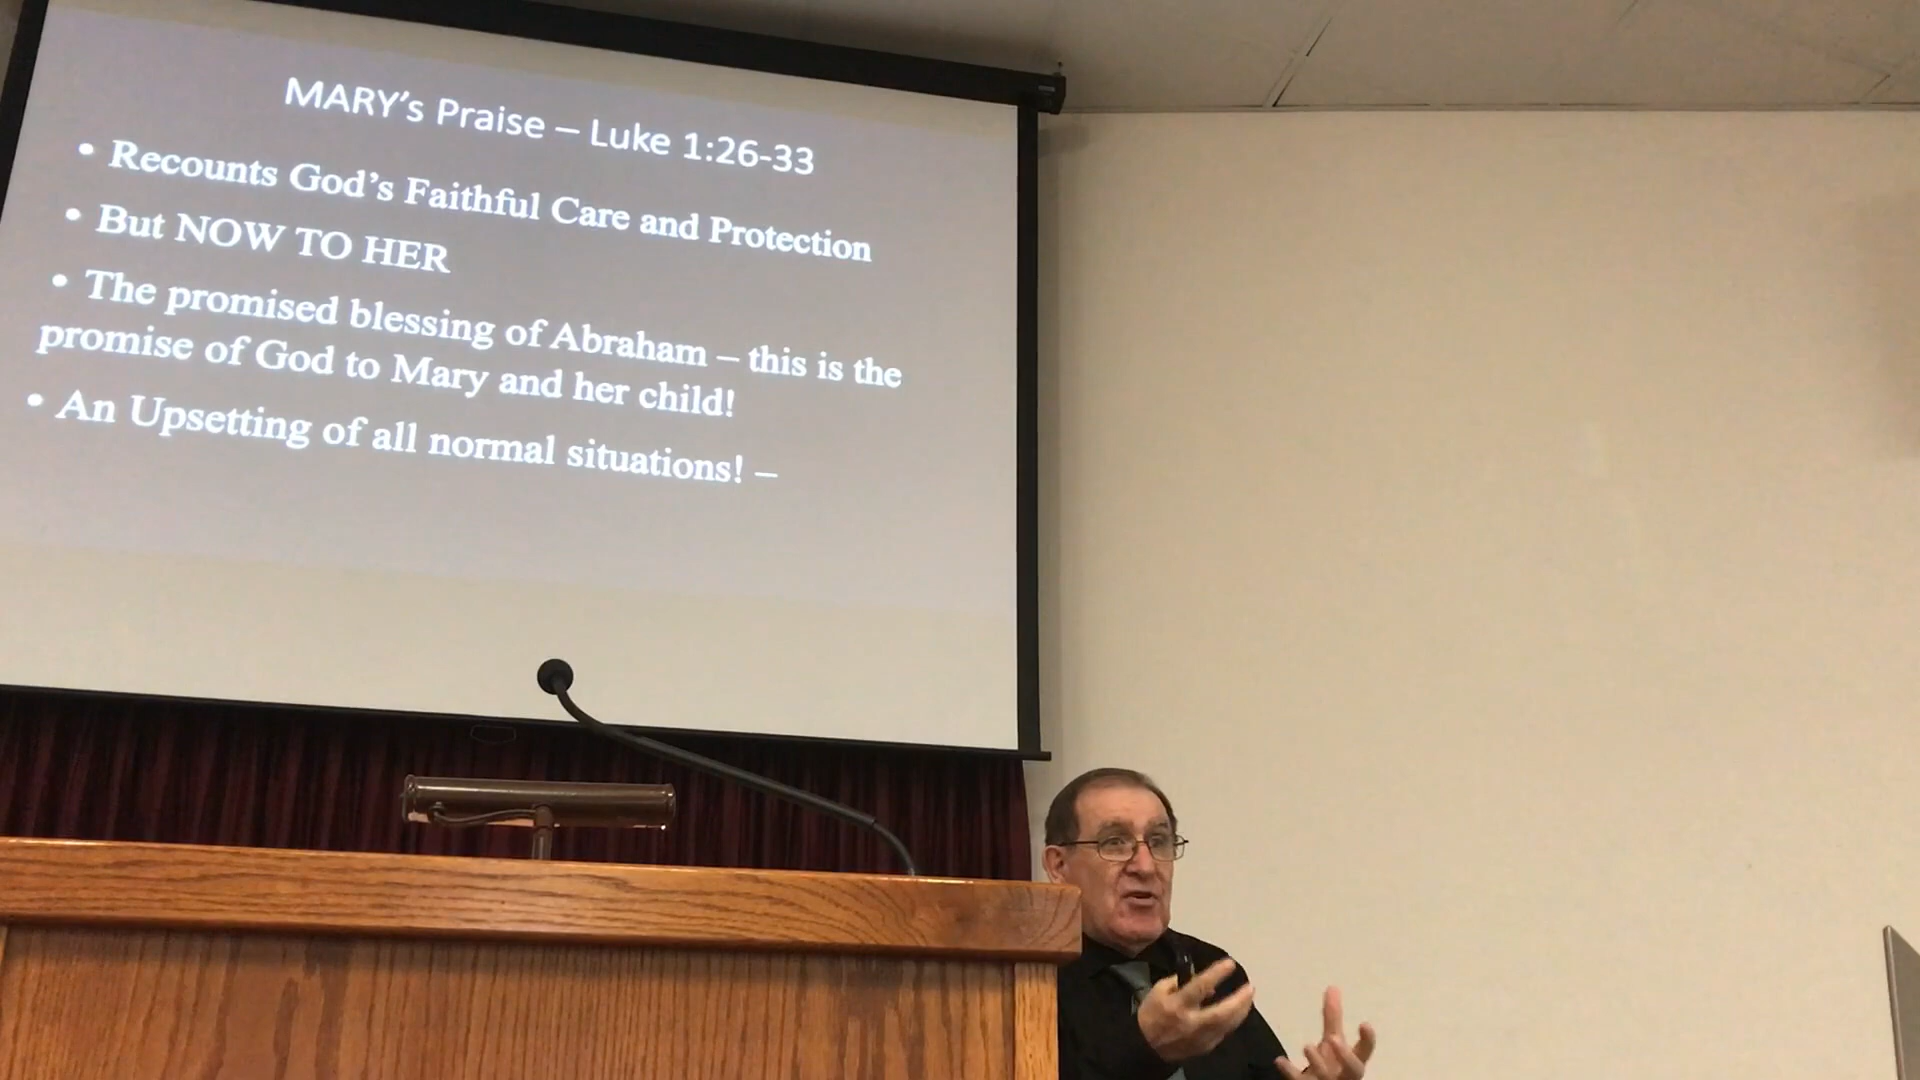 MARY’s Praise – Luke 1:26-33
• Recounts God’s Faithful Care and Protection
• But NOW TO HER
• The promised blessing of Abraham – this is the
promise of God to Mary and her child!
• An Upsetting of all normal situations! –